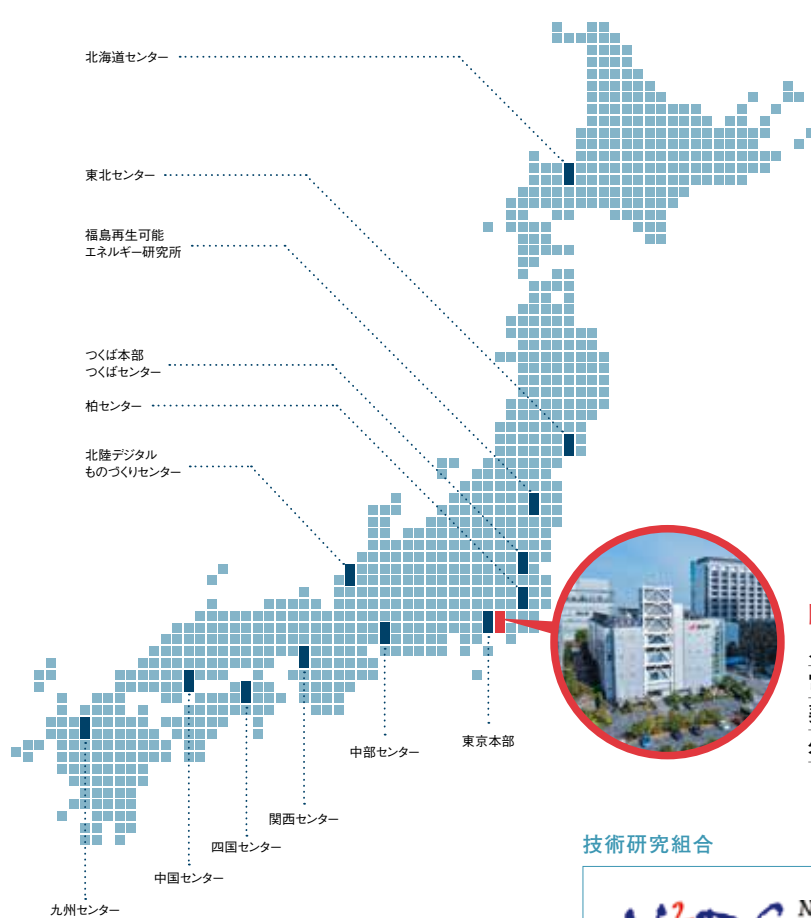 北海道センター
東北センター
福島再生可能
エネルギー研究所
つくば本部
つくばセンター
柏センター
北陸デジタル
ものづくりセンター
中部センター
東京本部
関西センター
四国センター
中国センター
九州センター
技術研究組合